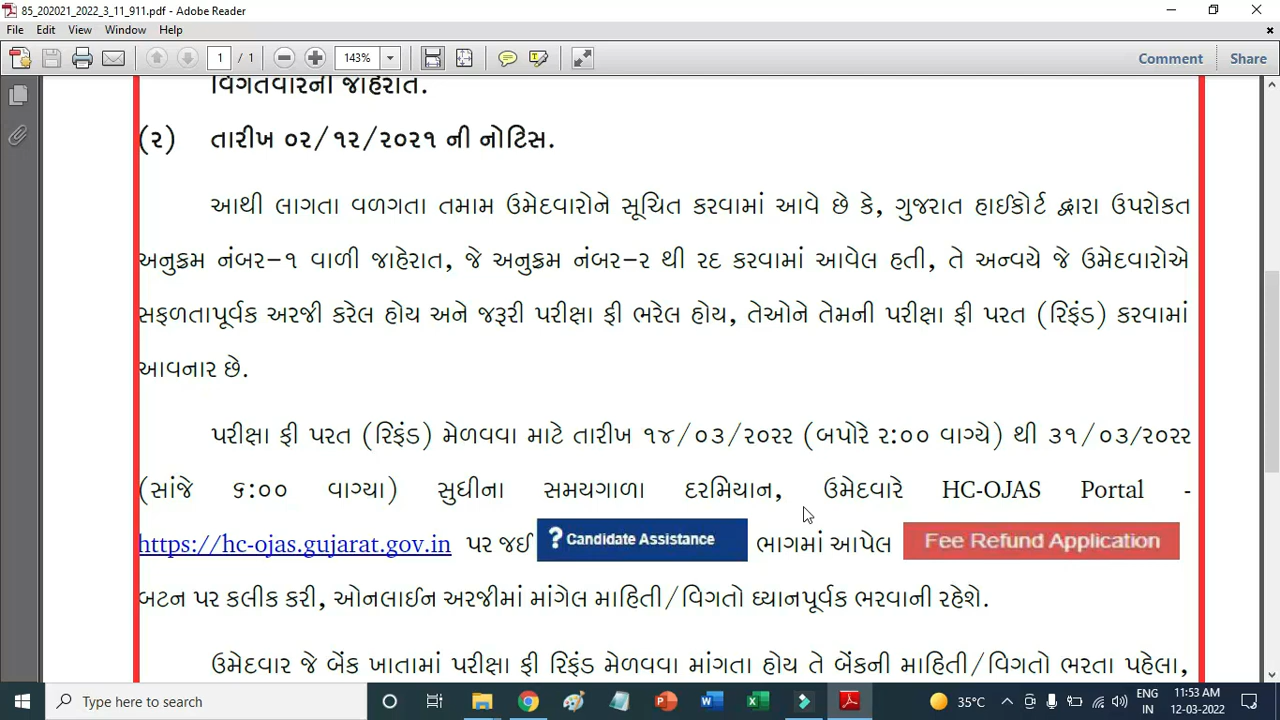 85_202021_2022_3_11_911.pdf - Adobe Reader
File Edit View Window Help
1 / 1 143% Comment Share
વિગતવારની જાહેરાત.
(૨) તારીખ ૦૨/૧૨/૨૦૨૧ ની નોટિસ.
આથી લાગતા વળગતા તમામ ઉમેદવારોને સૂચિત કરવામાં આવે છે કે, ગુજરાત હાઈકોર્ટ દ્વારા ઉપરોકત
અનુક્રમ નંબર-૧ વાળી જાહેરાત, જે અનુક્રમ નંબર-ર થી રદ કરવામાં આવેલ હતી, તે અન્વયે જે ઉમેદવારોએ
સફળતાપૂર્વક અરજી કરેલ હોય અને જરૂરી પરીક્ષા ફી ભરેલ હોય, તેઓને તેમની પરીક્ષા ફી પરત (રિફંડ) કરવામાં
આવનાર છે.
પરીક્ષા ફી પરત (રિફંડ) મેળવવા માટે તારીખ ૧૪/૦૩/૨૦૨૨ (બપોરે ૨:૦૦ વાગ્યે) થી ૩૧/૦૩/૨૦૨૨
(સાંજે ૬:૦૦ વાગ્યા) સુધીના સમયગાળા દરમિયાન, ઉમેદવારે HC-OJAS Portal -
https://hc-ojas.gujarat.gov.in પર જઈ ? Candidate Assistance ભાગમાં આપેલ Fee Refund Application
બટન પર કલીક કરી, ઓનલાઈન અરજીમાં માંગેલ માહિતી/વિગતો ધ્યાનપૂર્વક ભરવાની રહેશે.
ઉમેદવાર જે બેંક ખાતામાં પરીક્ષા ફી રિફંડ મેળવવા માંગતા હોય તે બેંકની માહિતી/વિગતો ભરતા પહેલા,
Type here to search 35°C ENG 11:53 AM
IN 12-03-2022